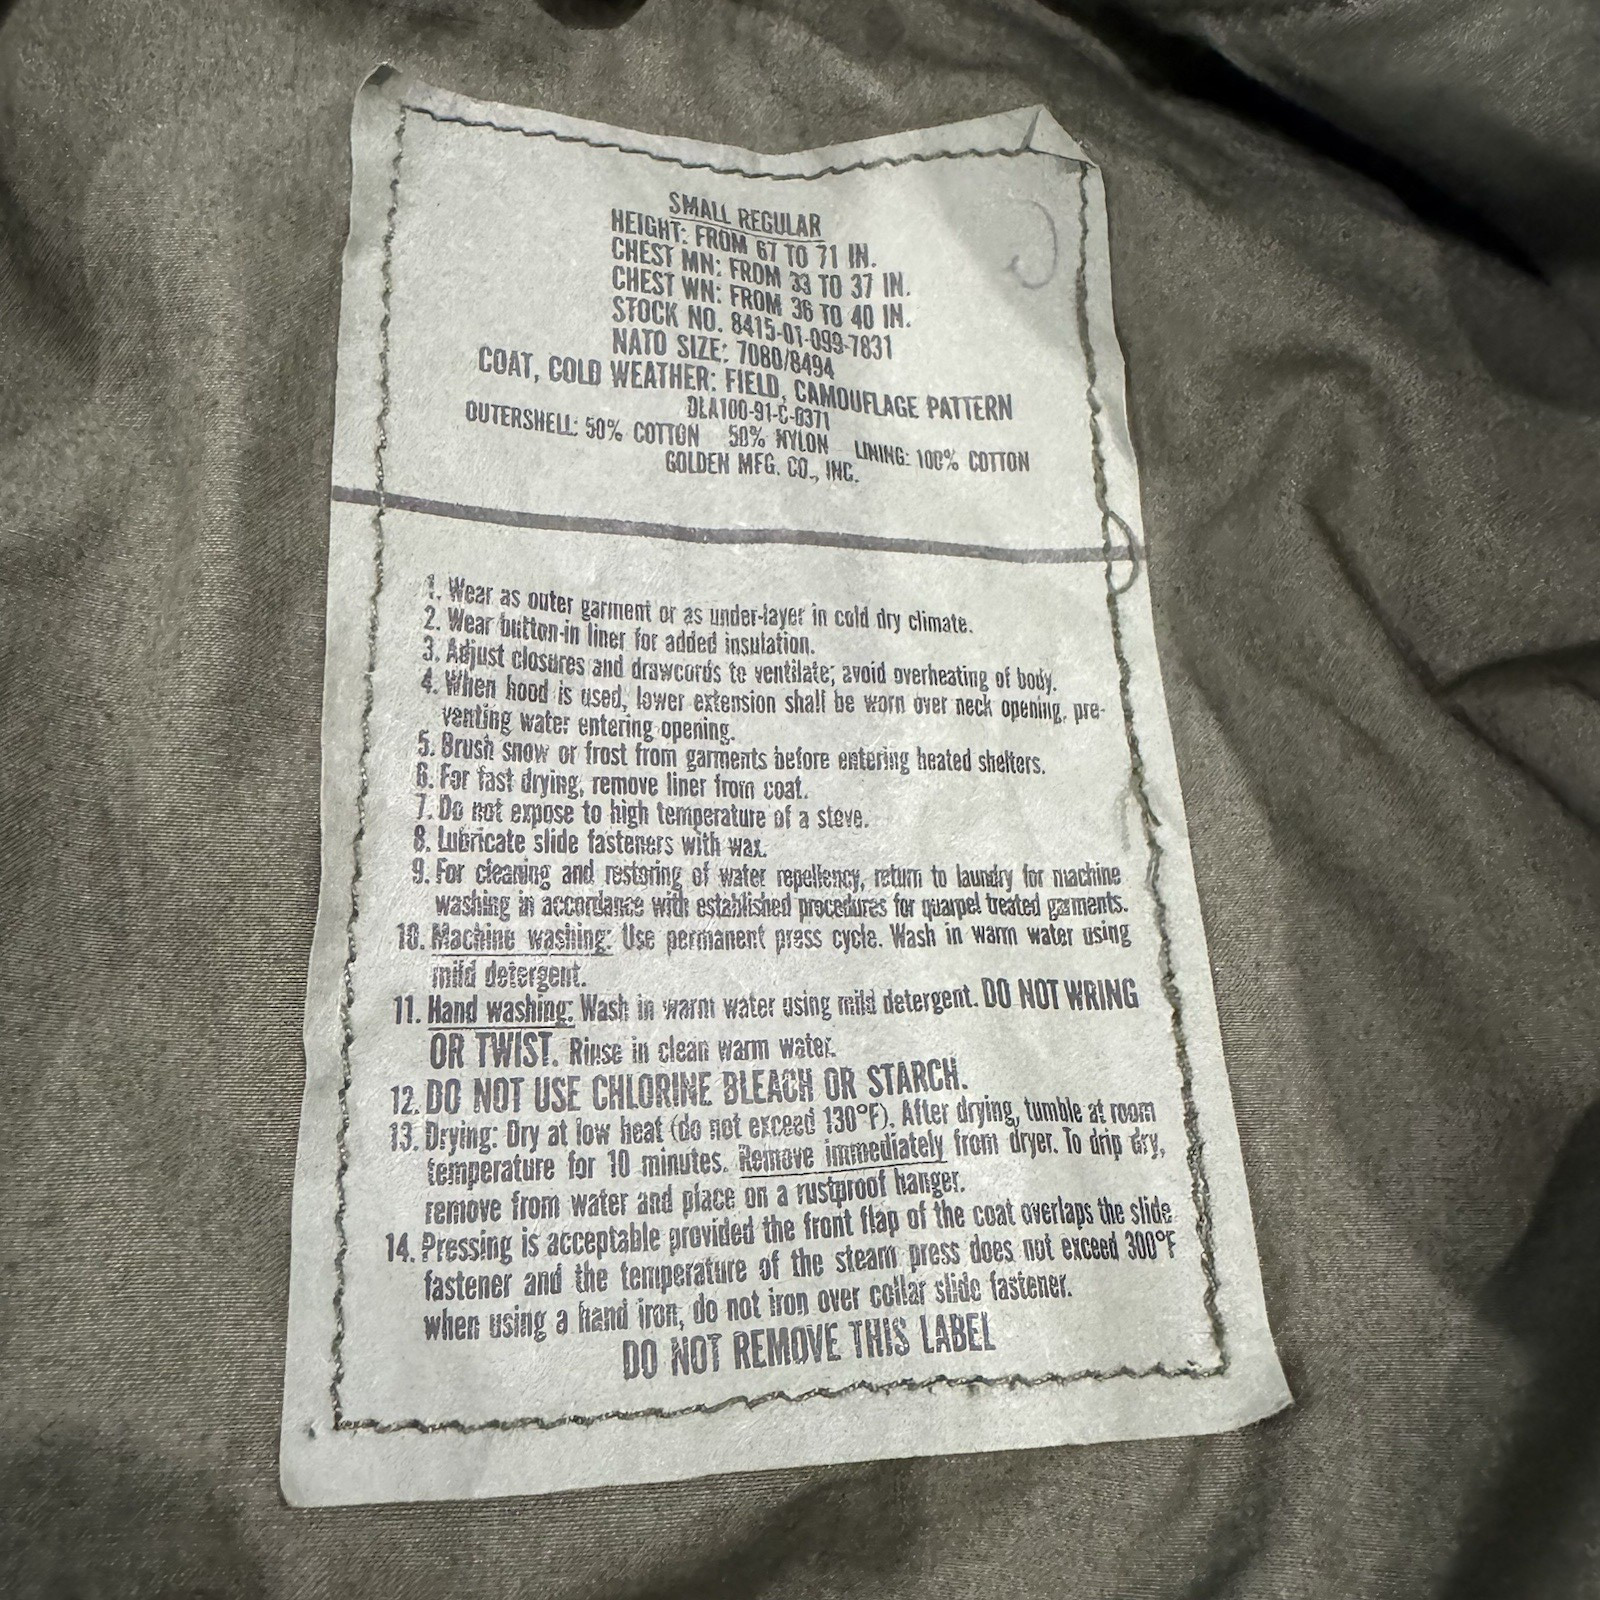 SMALL REGULAR
HEIGHT: FROM 67 TO 71 IN.
CHEST MN: FROM 33 TO 37 IN.
CHEST WN: FROM 36 TO 40 IN.
STOCK NO. 8415-01-099-7831
NATO SIZE: 7080/8494
COAT, COLD WEATHER: FIELD, CAMOUFLAGE PATTERN
DLA100-91-C-0371
OUTERSHELL: 50% COTTON 50% NYLON LINING: 100% COTTON
GOLDEN MFG. CO., INC.
1. Wear as outer garment or as under-layer in cold dry climate.
2. Wear button-in liner for added insulation.
3. Adjust closures and drawcords to ventilate; avoid overheating of body.
4. When hood is used, lower extension shall be worn over neck opening, pre-
venting water entering opening.
5. Brush snow or frost from garments before entering heated shelters.
6. For fast drying, remove liner from coat.
7. Do not expose to high temperature of a stove.
8. Lubricate slide fasteners with wax.
9. For cleaning and restoring of water repellency, return to laundry for machine
washing in accordance with established procedures for quarpel treated garments.
10. Machine washing: Use permanent press cycle. Wash in warm water using
mild detergent.
11. Hand washing: Wash in warm water using mild detergent. DO NOT WRING
OR TWIST. Rinse in clean warm water.
12. DO NOT USE CHLORINE BLEACH OR STARCH.
13. Drying: Dry at low heat (do not exceed 130°F). After drying, tumble at room
temperature for 10 minutes. Remove immediately from dryer. To drip dry,
remove from water and place on a rustproof hanger.
14. Pressing is acceptable provided the front flap of the coat overlaps the slide
fastener and the temperature of the steam press does not exceed 300°F
when using a hand iron, do not iron over collar slide fastener.
DO NOT REMOVE THIS LABEL